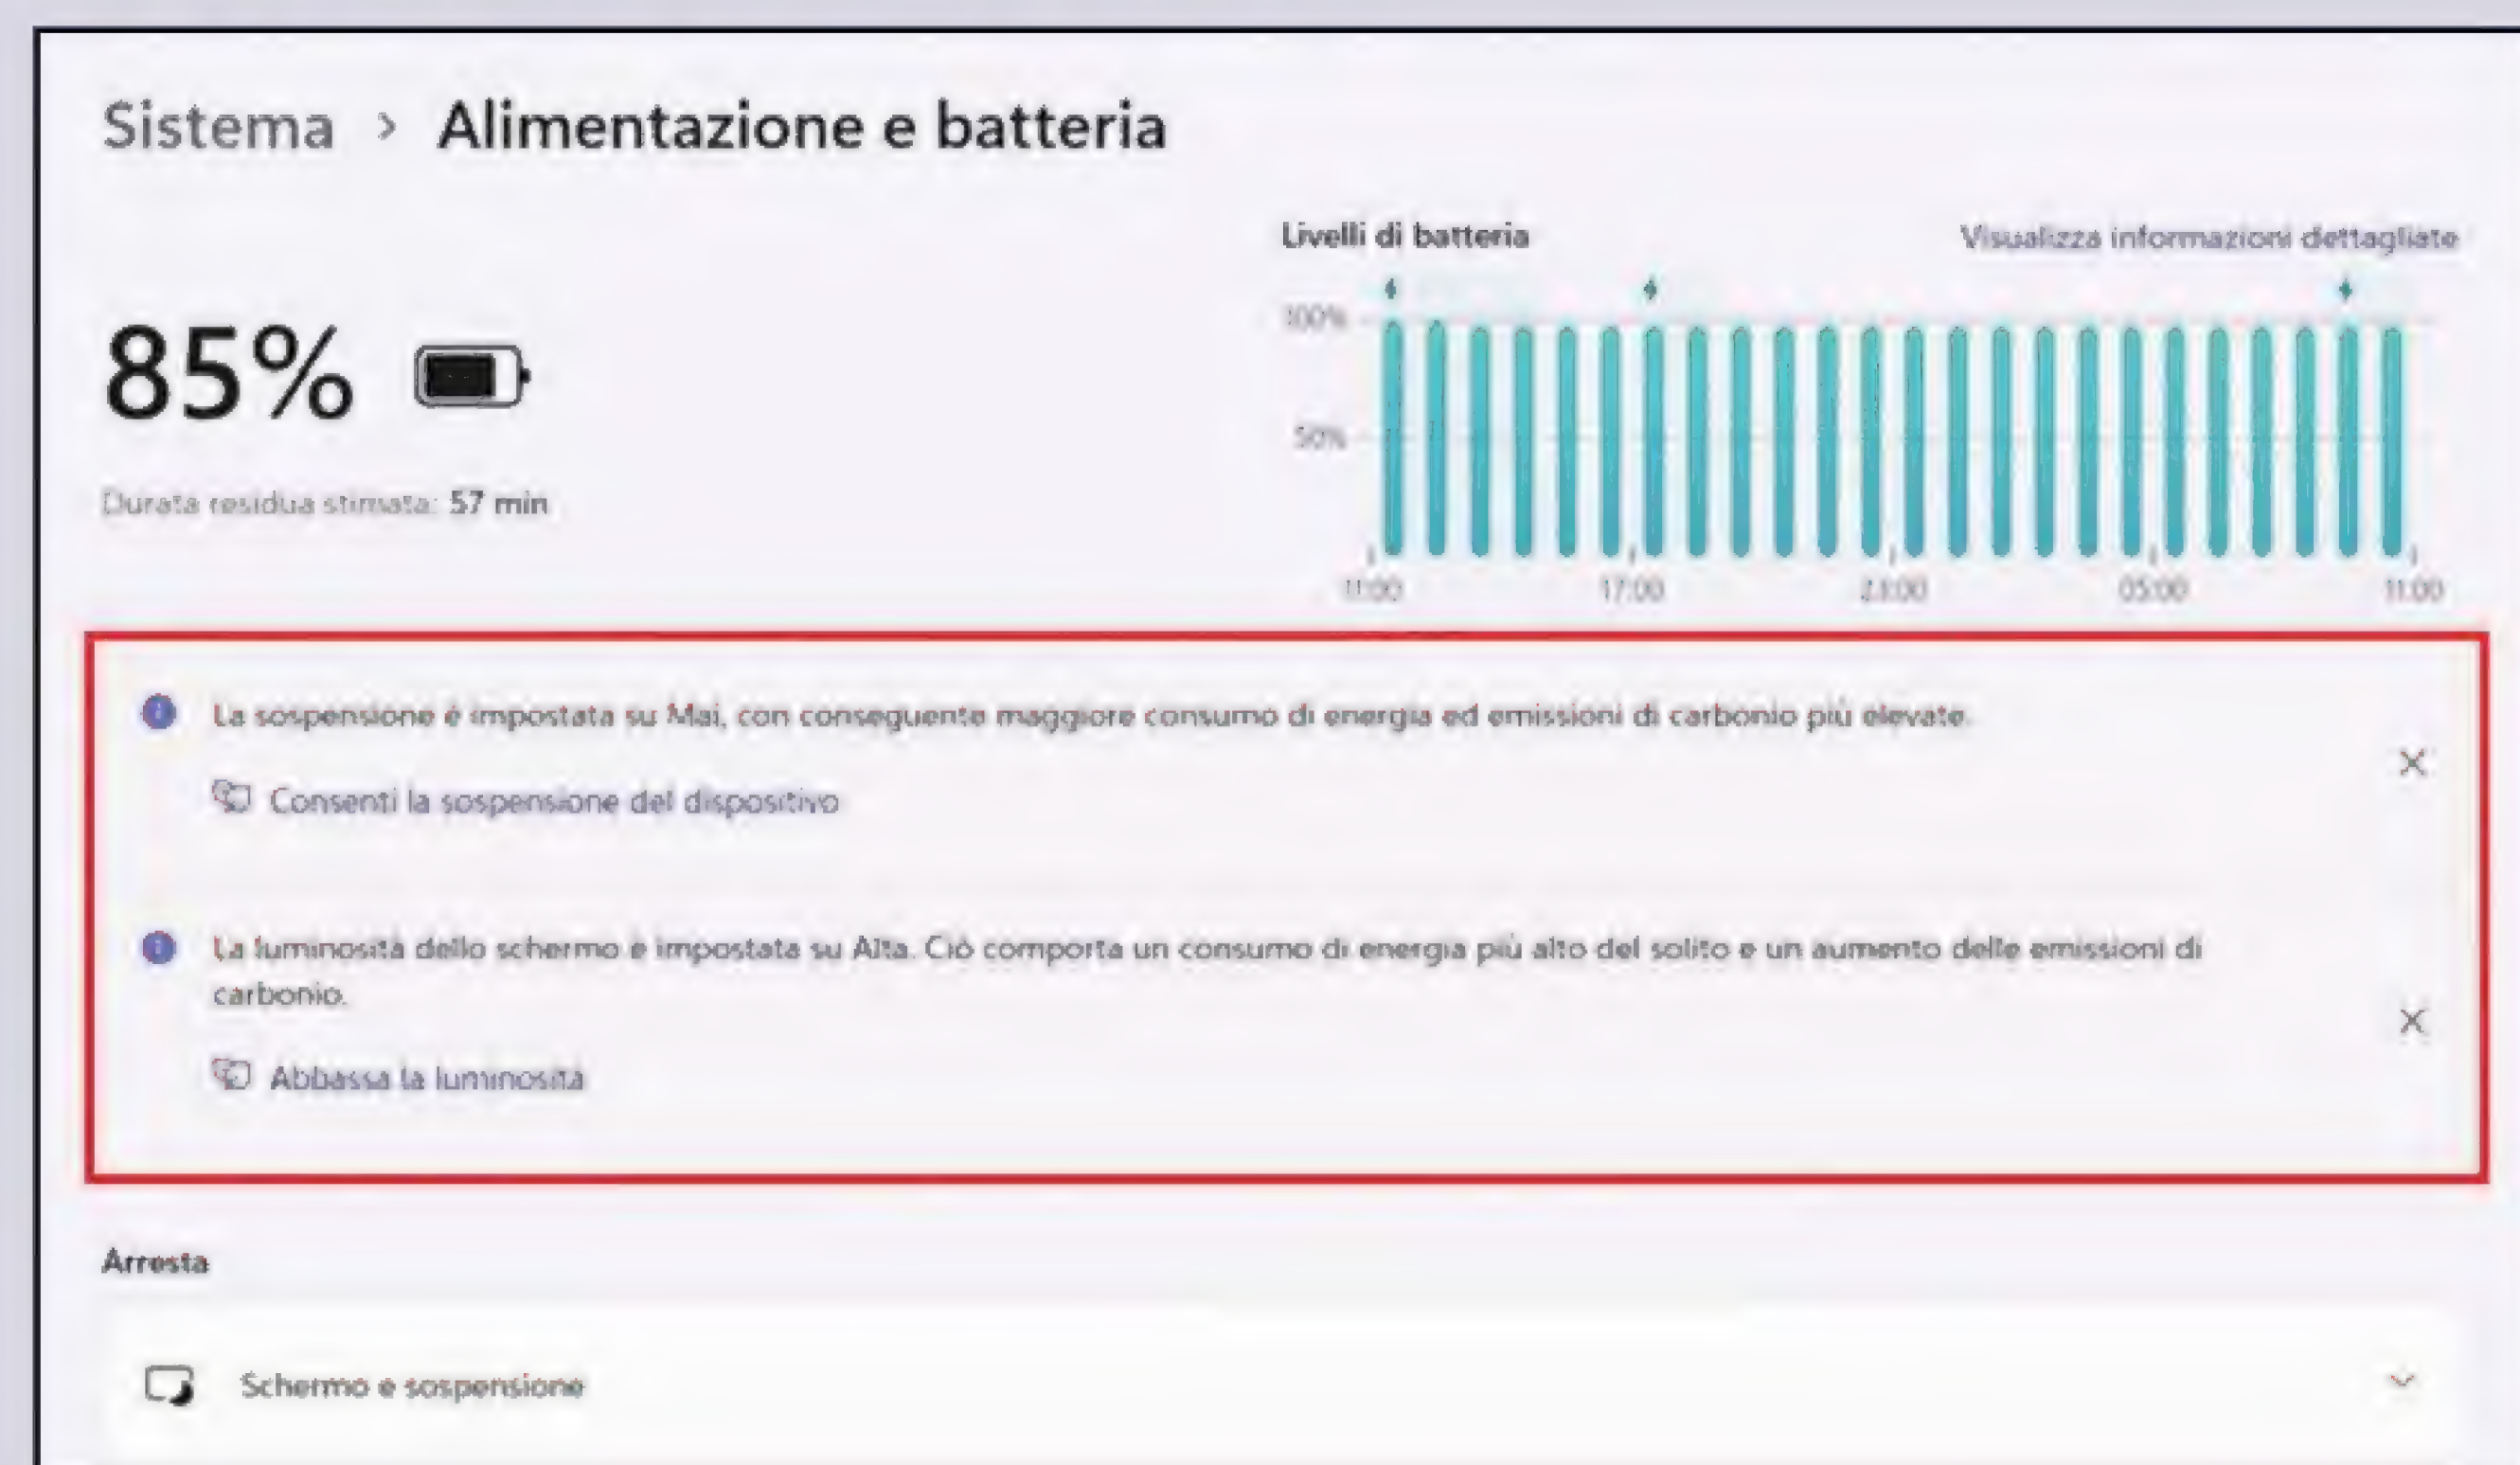 Sistema > Alimentazione e batteria
Livelli di batteria
Visualizza informazioni dettagliate
100%
85%
50%
Durata residua stimata: 57 min
11:00 17:00 23:00 05:00 11:00
La sospensione è impostata su Mai, con conseguente maggiore consumo di energia ed emissioni di carbonio più elevate.
Consenti la sospensione del dispositivo
La luminosità dello schermo è impostata su Alta. Ciò comporta un consumo di energia più alto del solito e un aumento delle emissioni di
carbonio.
Abbassa la luminosità
Arresta
Schermo e sospensione